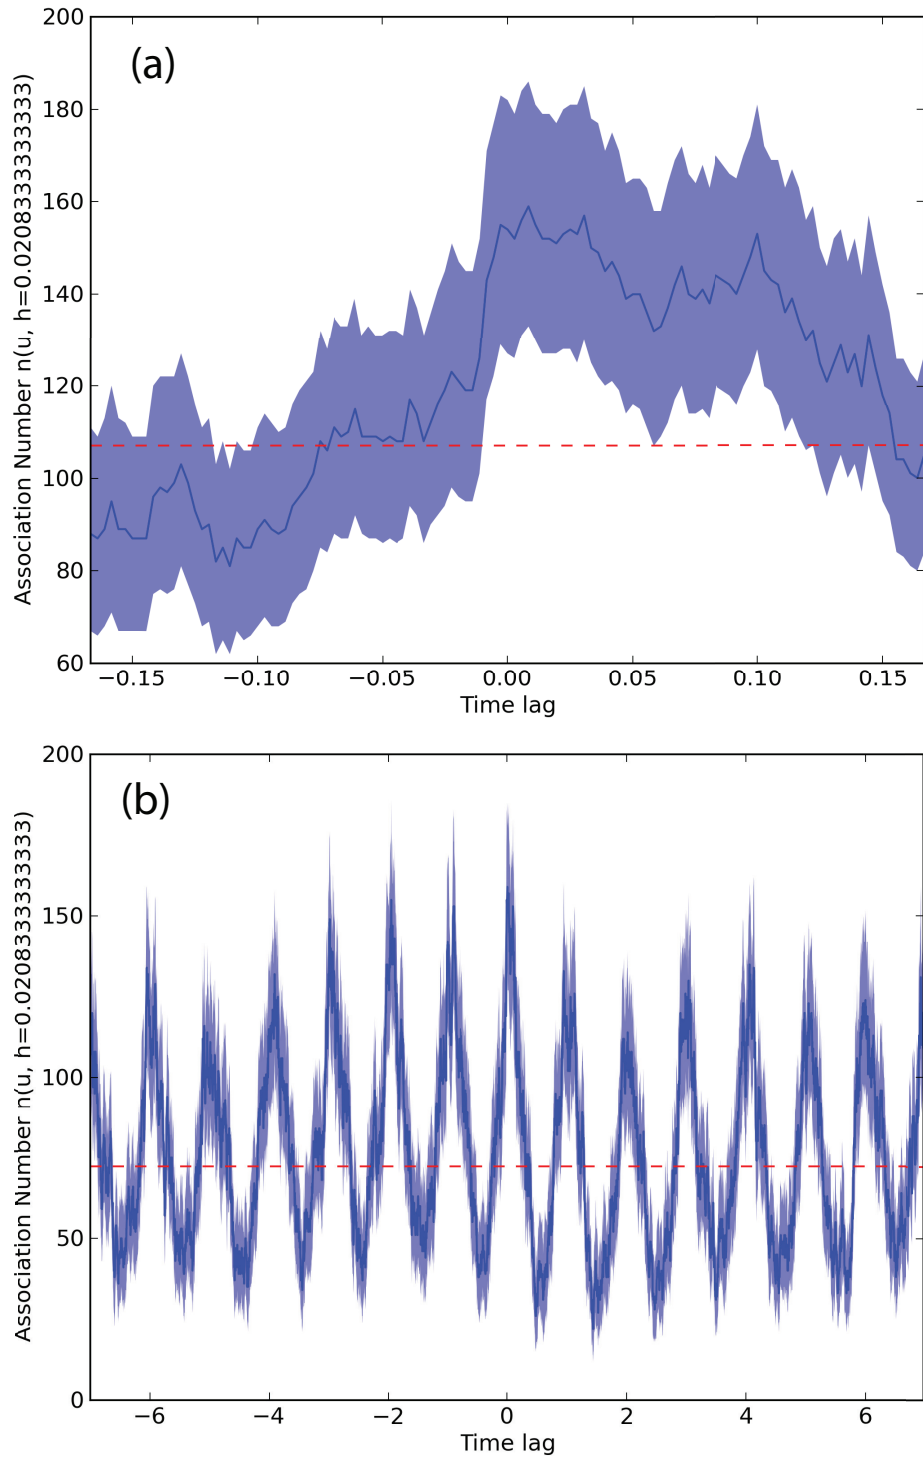 (a)
Association Number n(u, h=0.0208333333333)
200
180
160
140
120
100
80
60
−0.15 −0.10 −0.05 0.00 0.05 0.10 0.15
Time lag
(b)
Association Number n(u, h=0.0208333333333)
200
150
100
50
0
−6 −4 −2 0 2 4 6
Time lag